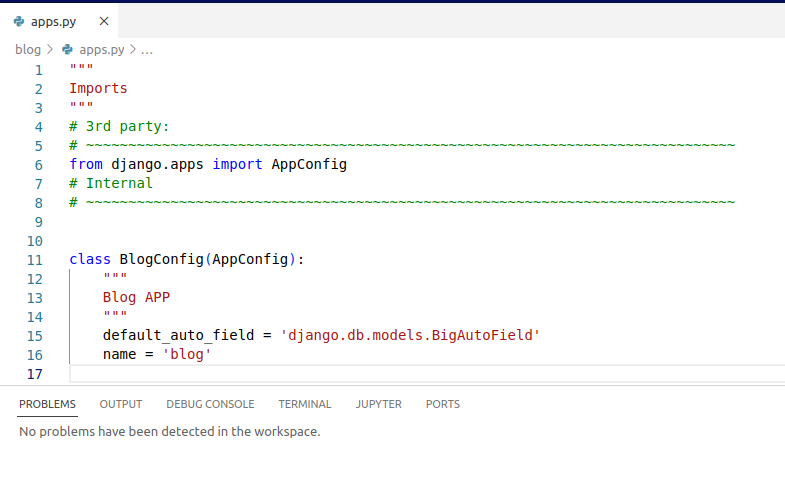 apps.py
blog > apps.py > ...
1 """
2 Imports
3 """
4 # 3rd party:
5 # ~~~~~~~~~~~~~~~~~~~~~~~~~~~~~~~~~~~~~~~~~~~~~~~~~~~~~~~~~~~~~~~~~~~~~~~~~~~~~
6 from django.apps import AppConfig
7 # Internal
8 # ~~~~~~~~~~~~~~~~~~~~~~~~~~~~~~~~~~~~~~~~~~~~~~~~~~~~~~~~~~~~~~~~~~~~~~~~~~~~~
9
10
11 class BlogConfig(AppConfig):
12     """
13     Blog APP
14     """
15     default_auto_field = 'django.db.models.BigAutoField'
16     name = 'blog'
17
PROBLEMS OUTPUT DEBUG CONSOLE TERMINAL JUPYTER PORTS
No problems have been detected in the workspace.